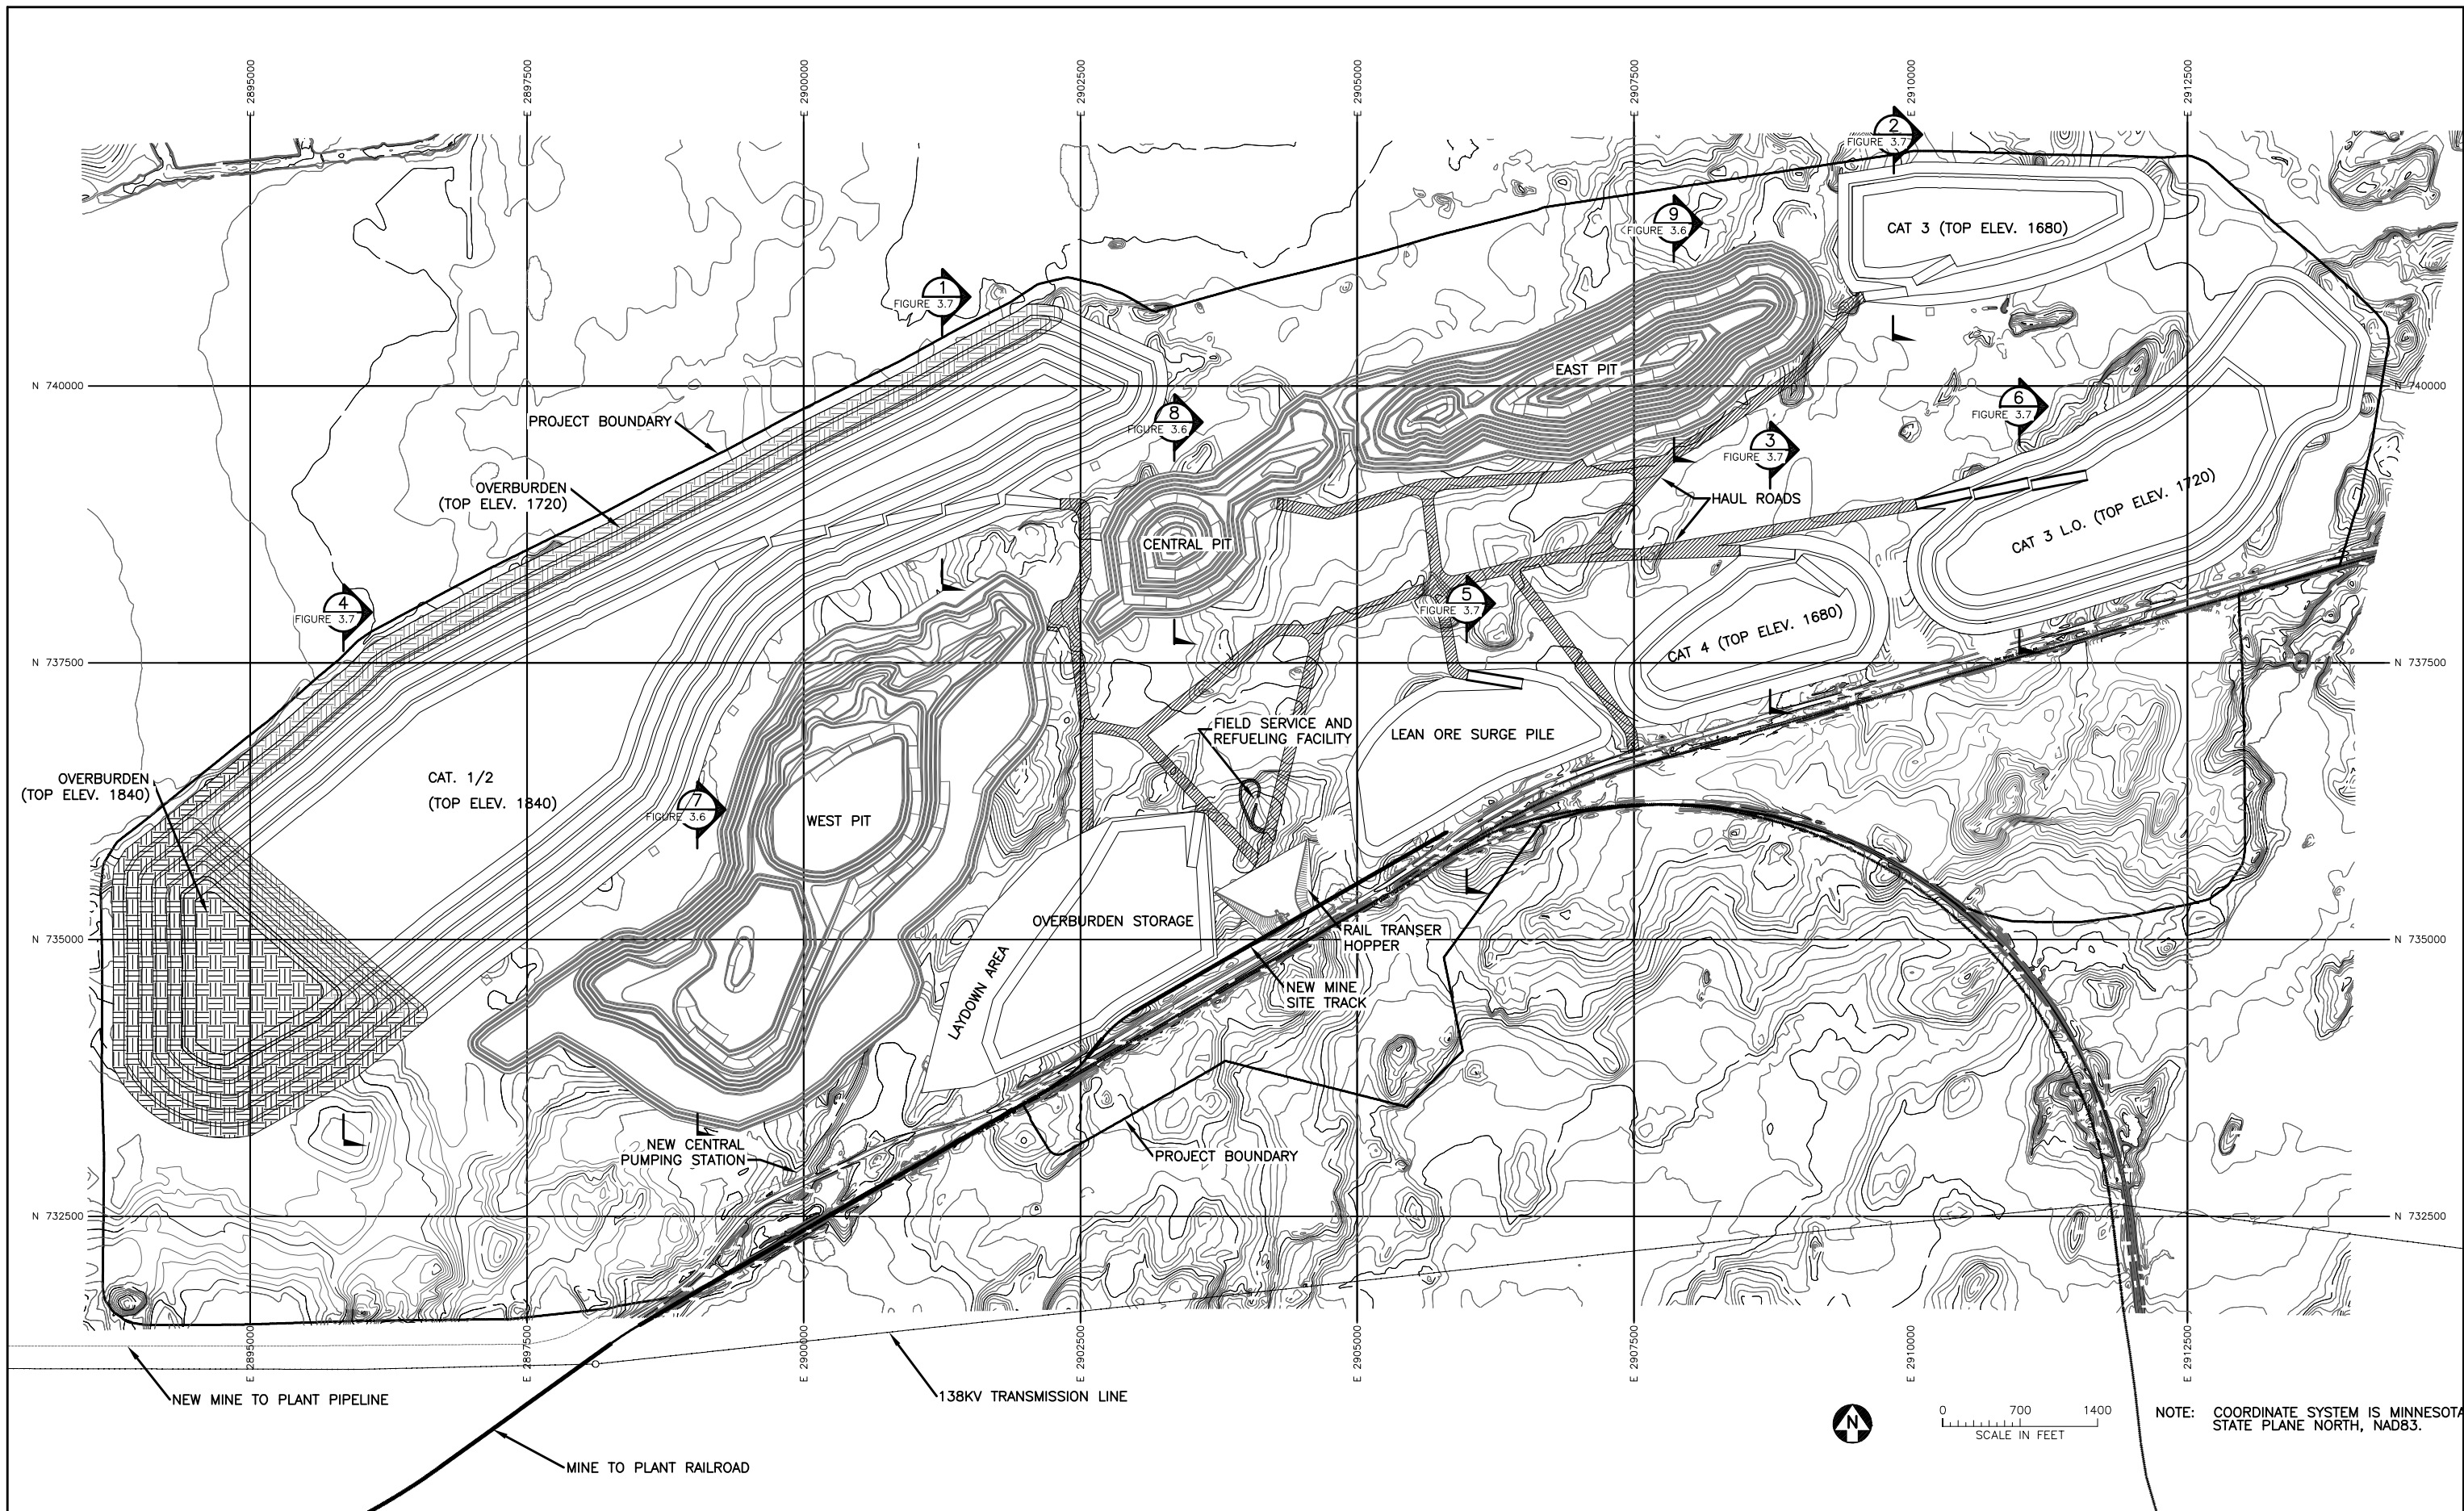 E 2895000
E 2897500
E 2900000
E 2902500
E 2905000
E 2907500
E 2910000
E 2912500
2
FIGURE 3.7
9
FIGURE 3.6
CAT 3 (TOP ELEV. 1680)
1
FIGURE 3.7
EAST PIT
N 740000
N 740000
PROJECT BOUNDARY
8
FIGURE 3.6
3
FIGURE 3.7
6
FIGURE 3.7
OVERBURDEN
(TOP ELEV. 1720)
HAUL ROADS
CAT 3 L.O. (TOP ELEV. 1720)
CENTRAL PIT
4
FIGURE 3.7
5
FIGURE 3.7
CAT 4 (TOP ELEV. 1680)
N 737500
N 737500
FIELD SERVICE AND
REFUELING FACILITY
LEAN ORE SURGE PILE
OVERBURDEN
(TOP ELEV. 1840)
CAT. 1/2
(TOP ELEV. 1840)
7
FIGURE 3.6
WEST PIT
OVERBURDEN STORAGE
RAIL TRANSER
HOPPER
N 735000
N 735000
LAYDOWN AREA
NEW MINE
SITE TRACK
NEW CENTRAL
PUMPING STATION
PROJECT BOUNDARY
N 732500
N 732500
E 2895000
E 2897500
E 2900000
E 2902500
E 2905000
E 2907500
E 2910000
E 2912500
NEW MINE TO PLANT PIPELINE
138KV TRANSMISSION LINE
MINE TO PLANT RAILROAD
N
0 700 1400
SCALE IN FEET
NOTE: COORDINATE SYSTEM IS MINNESOTA
STATE PLANE NORTH, NAD83.